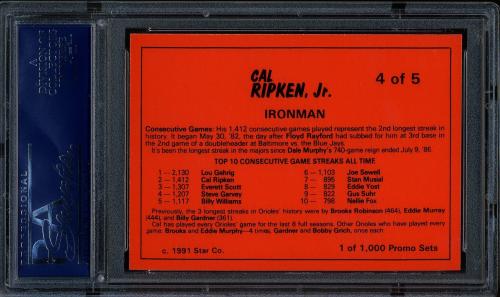 CAL
RIPKEN, Jr.
4 of 5
IRONMAN
Consecutive Games: His 1,412 consecutive games played represent the 2nd longest streak in
history. It began May 30, '82, the day after Floyd Rayford had subbed for him at 3rd base in
the 2nd game of a doubleheader at Baltimore vs. the Blue Jays.
It's been the longest streak in the majors since Dale Murphy's 740-game reign ended July 9, '86.
TOP 10 CONSECUTIVE GAME STREAKS ALL TIME
1 — 2,130 Lou Gehrig 6 — 1,103 Joe Sewell
2 — 1,412 Cal Ripken 7 — 895 Stan Musial
3 — 1,307 Everett Scott 8 — 829 Eddie Yost
4 — 1,207 Steve Garvey 9 — 822 Gus Suhr
5 — 1,117 Billy Williams 10 — 798 Nellie Fox
Previously, the 3 longest streaks in Orioles' history were by Brooks Robinson (464), Eddie Murray
(444), and Billy Gardner (361).
Cal has played every Orioles' game for the last 8 full seasons. Other Orioles who have played every
game: Brooks and Eddie Murphy—4 times; Gardner and Bobby Grich, once each.
c. 1991 Star Co.
1 of 1,000 Promo Sets
PSA
PROFESSIONAL